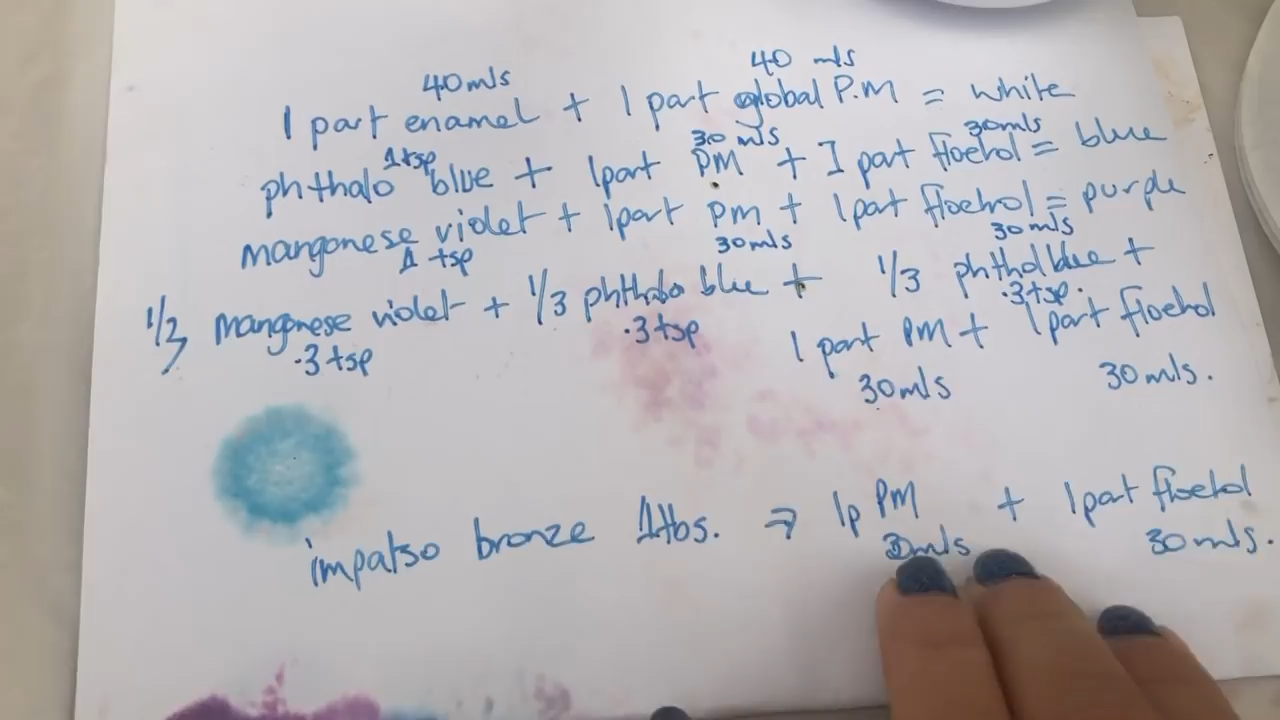 40mls 40 mls
1 part enamel + 1 part global P.M = white
1tsp 30 mls 30mls
phthalo blue + 1part PM + 1 part floetrol = blue
manganese violet + 1part pm + 1part floetrol = purple
1 tsp 30mls 30mls
1/3 manganese violet + 1/3 phthalo blue + 1/3 phthalblue +
.3tsp .3tsp .3tsp.
1 part PM + 1part floetrol
30mls 30mls.
impatso bronze 1tbs. ⇒ 1p PM + 1part floetrol
30mls 30mls.